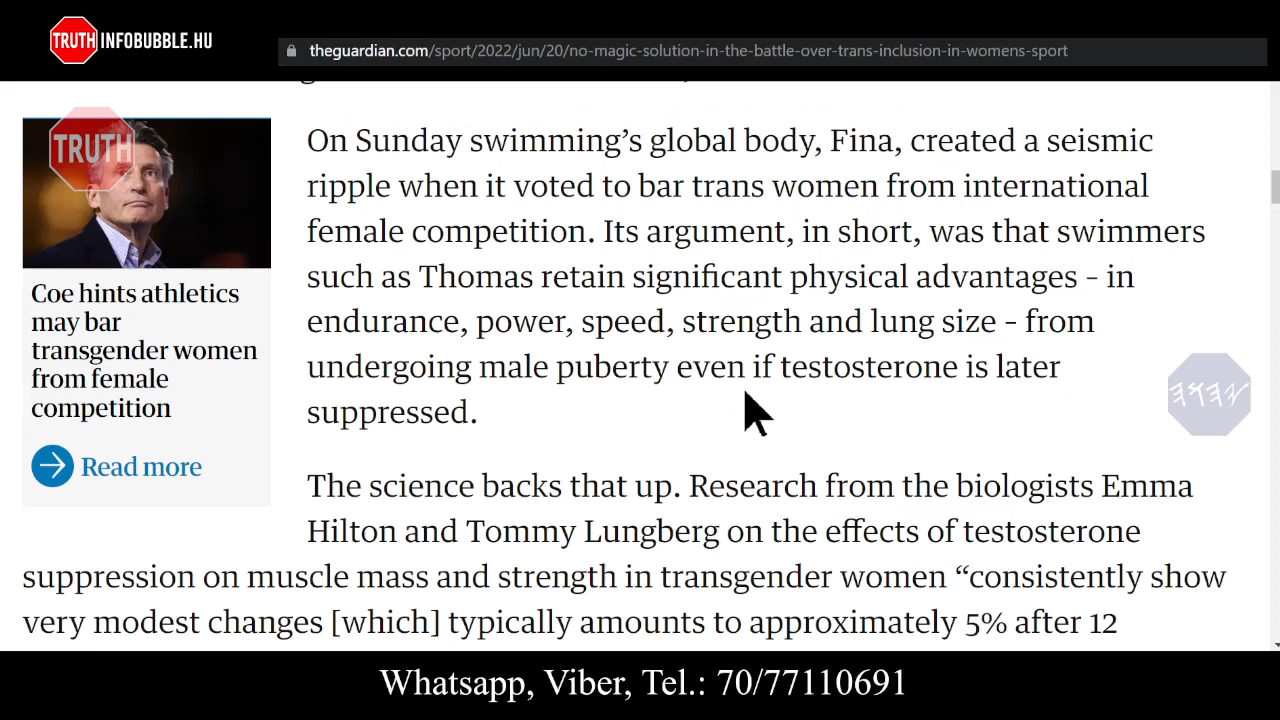 TRUTH INFOBUBBLE.HU
theguardian.com/sport/2022/jun/20/no-magic-solution-in-the-battle-over-trans-inclusion-in-womens-sport
TRUTH
Coe hints athletics
may bar
transgender women
from female
competition
Read more
On Sunday swimming’s global body, Fina, created a seismic
ripple when it voted to bar trans women from international
female competition. Its argument, in short, was that swimmers
such as Thomas retain significant physical advantages – in
endurance, power, speed, strength and lung size – from
undergoing male puberty even if testosterone is later
suppressed.
The science backs that up. Research from the biologists Emma
Hilton and Tommy Lungberg on the effects of testosterone
suppression on muscle mass and strength in transgender women “consistently show
very modest changes [which] typically amounts to approximately 5% after 12
Whatsapp, Viber, Tel.: 70/77110691